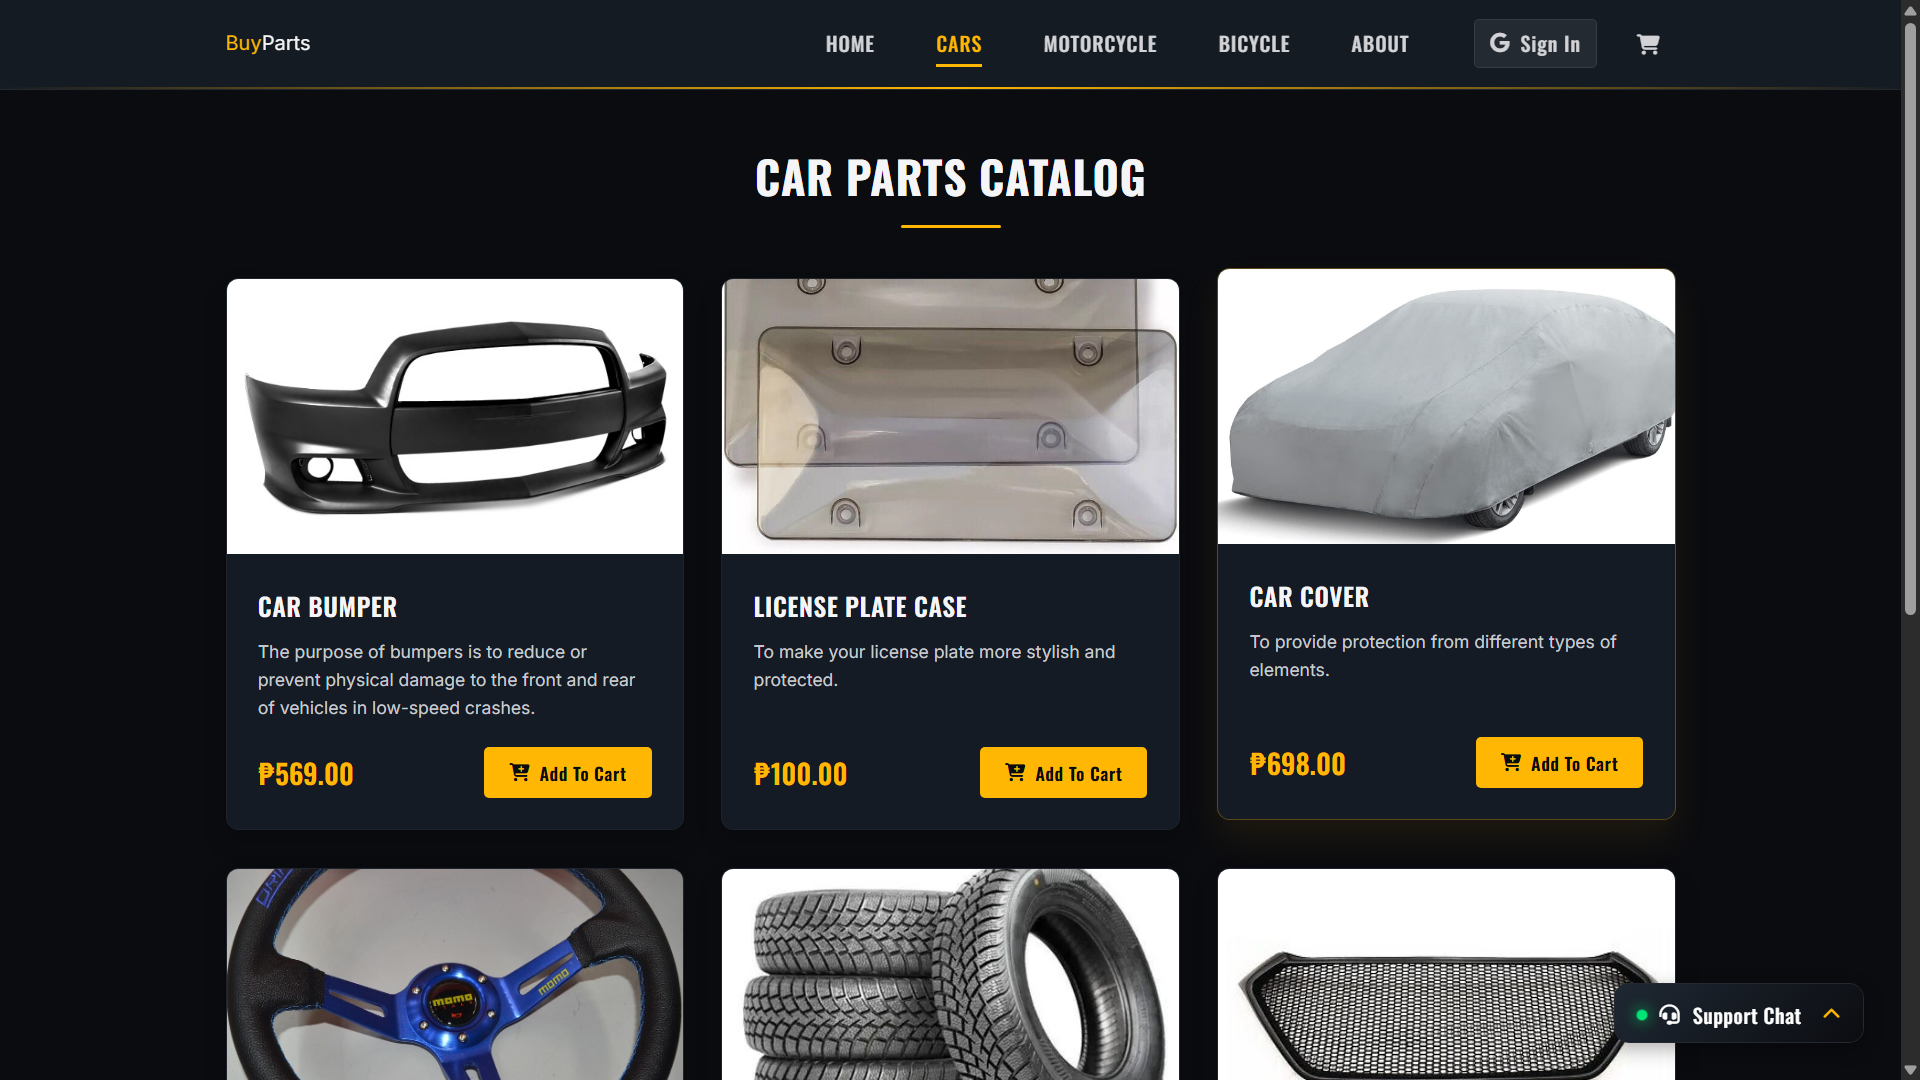 BuyParts
HOME
CARS
MOTORCYCLE
BICYCLE
ABOUT
Sign In
CAR PARTS CATALOG
CAR BUMPER
The purpose of bumpers is to reduce or
prevent physical damage to the front and rear
of vehicles in low-speed crashes.
₱569.00
Add To Cart
LICENSE PLATE CASE
To make your license plate more stylish and
protected.
₱100.00
Add To Cart
CAR COVER
To provide protection from different types of
elements.
₱698.00
Add To Cart
momo
momo
Support Chat